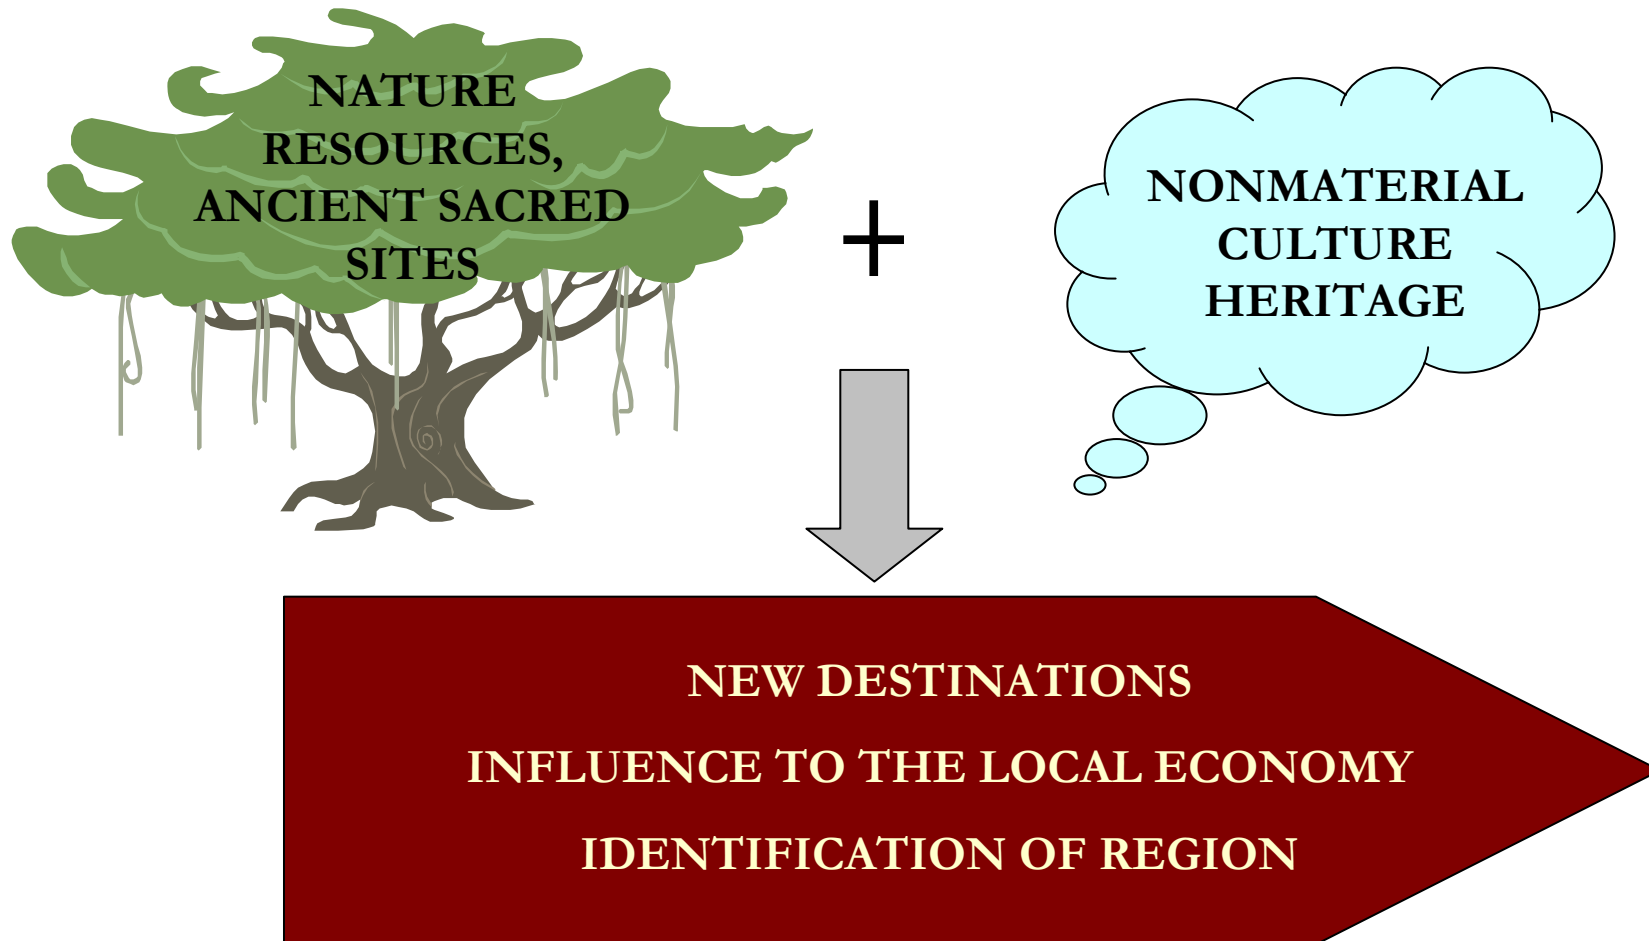 NATURE
RESOURCES,
ANCIENT SACRED
SITES
+
NONMATERIAL
CULTURE
HERITAGE
NEW DESTINATIONS
INFLUENCE TO THE LOCAL ECONOMY
IDENTIFICATION OF REGION